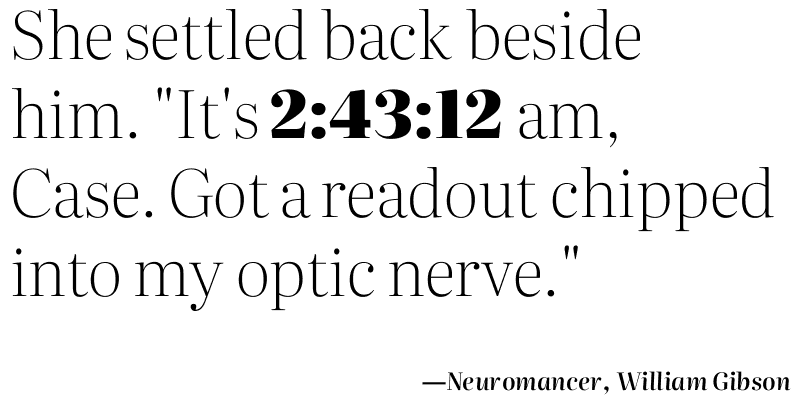 She settled back beside
him. "It's 2:43:12 am,
Case. Got a readout chipped
into my optic nerve."
—Neuromancer, William Gibson